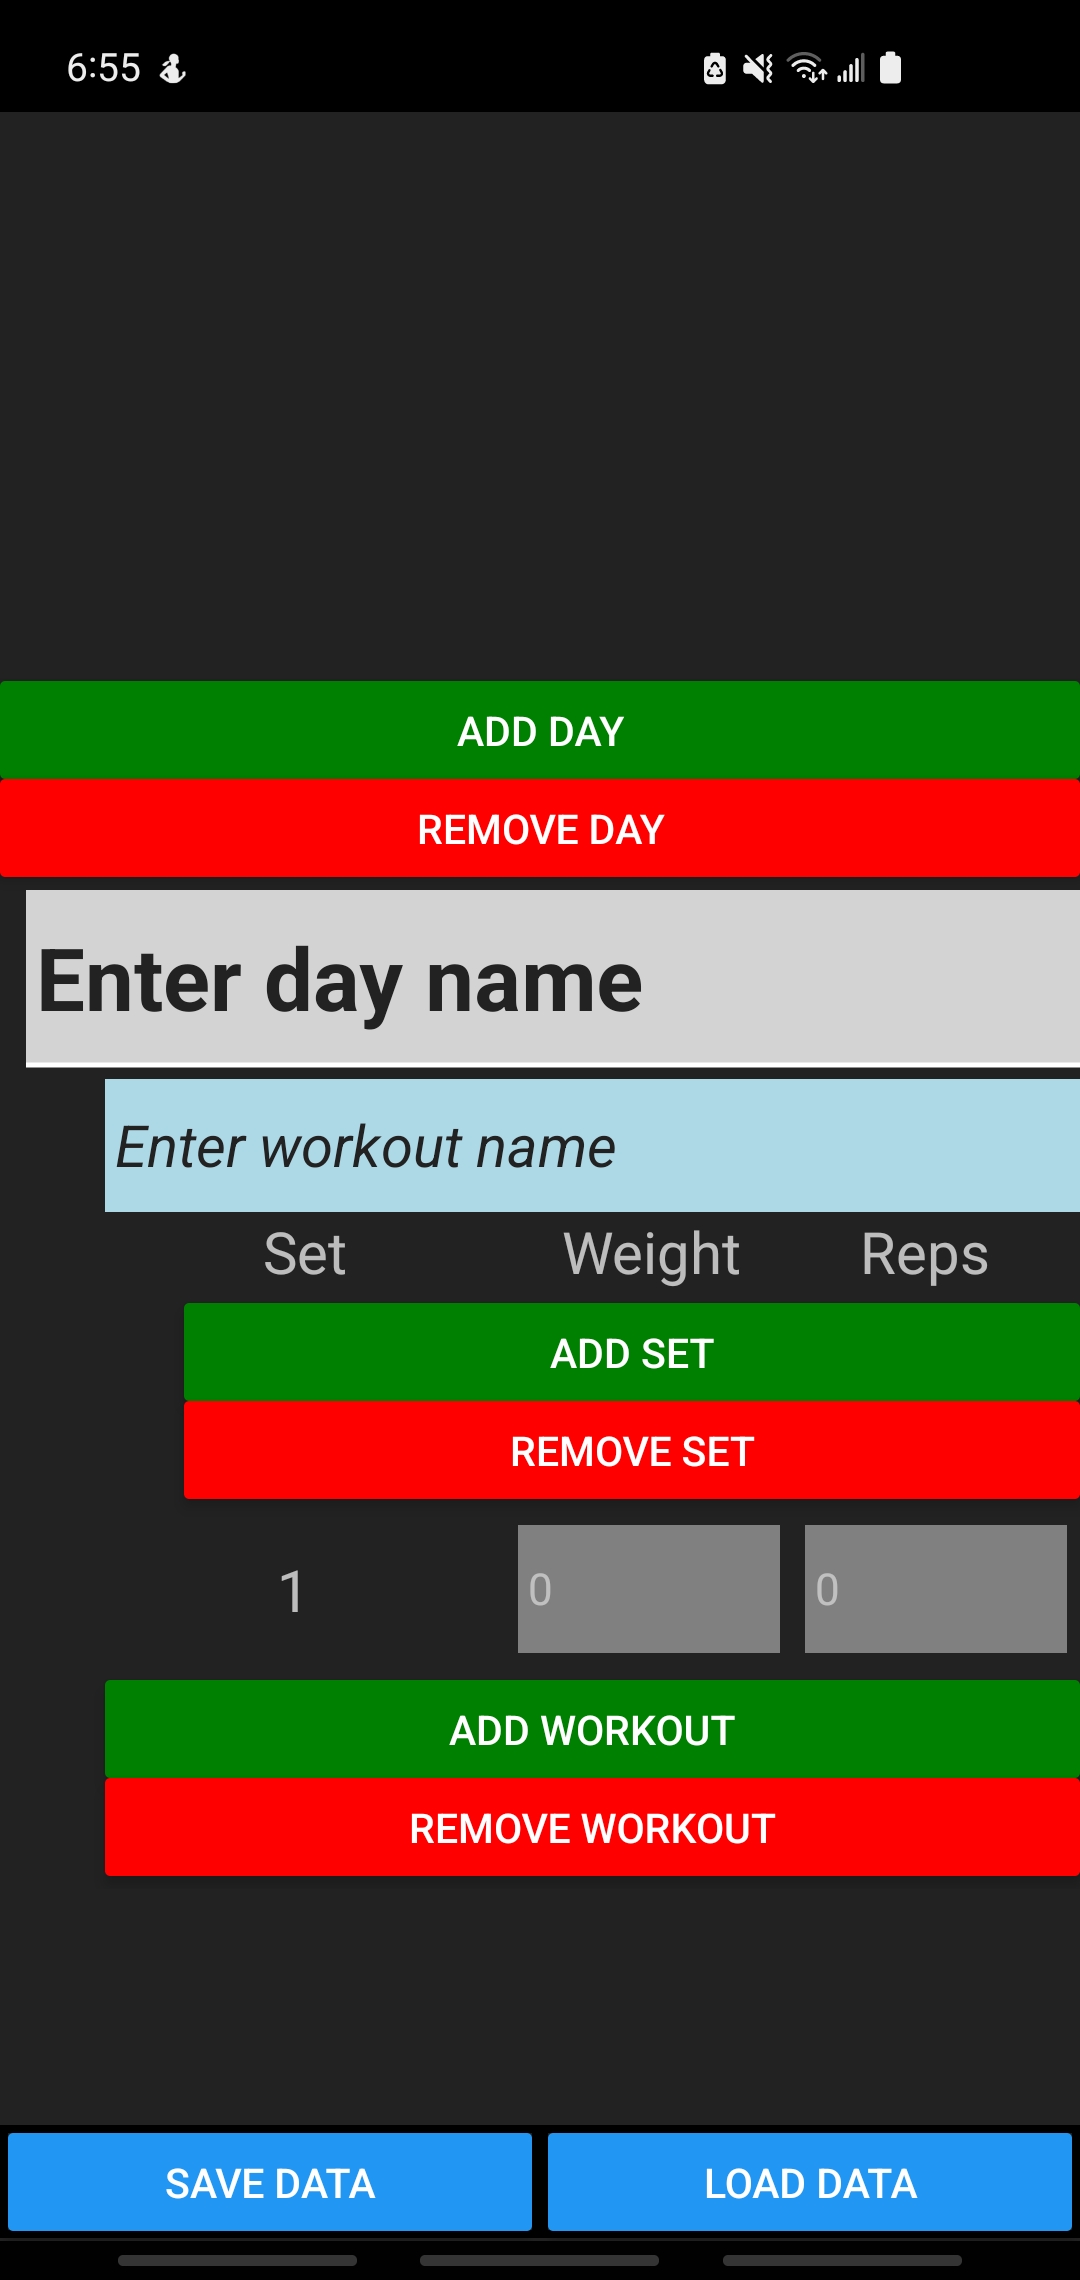 6:55
ADD DAY
REMOVE DAY
Enter day name
Enter workout name
Set Weight Reps
ADD SET
REMOVE SET
1 0 0
ADD WORKOUT
REMOVE WORKOUT
SAVE DATA LOAD DATA